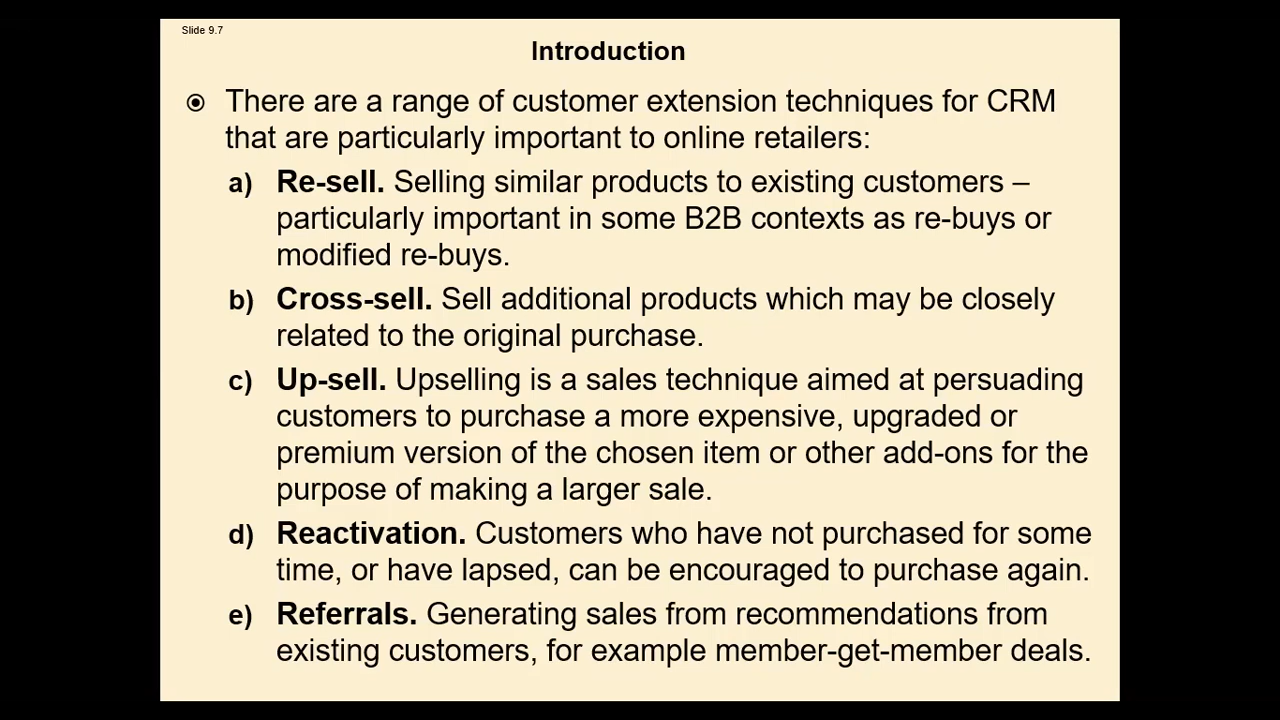 Slide 9.7
Introduction
There are a range of customer extension techniques for CRM
that are particularly important to online retailers:
a) Re-sell. Selling similar products to existing customers –
particularly important in some B2B contexts as re-buys or
modified re-buys.
b) Cross-sell. Sell additional products which may be closely
related to the original purchase.
c) Up-sell. Upselling is a sales technique aimed at persuading
customers to purchase a more expensive, upgraded or
premium version of the chosen item or other add-ons for the
purpose of making a larger sale.
d) Reactivation. Customers who have not purchased for some
time, or have lapsed, can be encouraged to purchase again.
e) Referrals. Generating sales from recommendations from
existing customers, for example member-get-member deals.